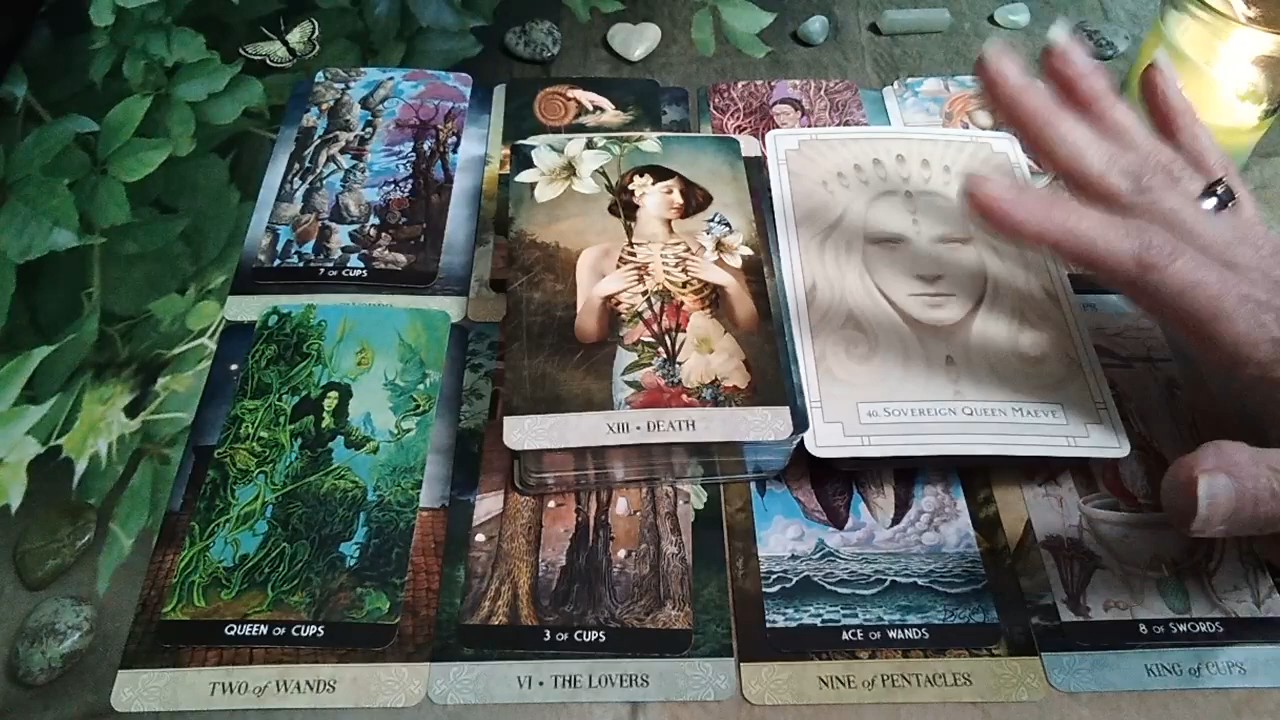 7 OF CUPS
XIII • DEATH
40. SOVEREIGN QUEEN MAEVE
QUEEN OF CUPS
3 OF CUPS
ACE OF WANDS
8 OF SWORDS
TWO of WANDS
VI • THE LOVERS
NINE of PENTACLES
KING of CUPS